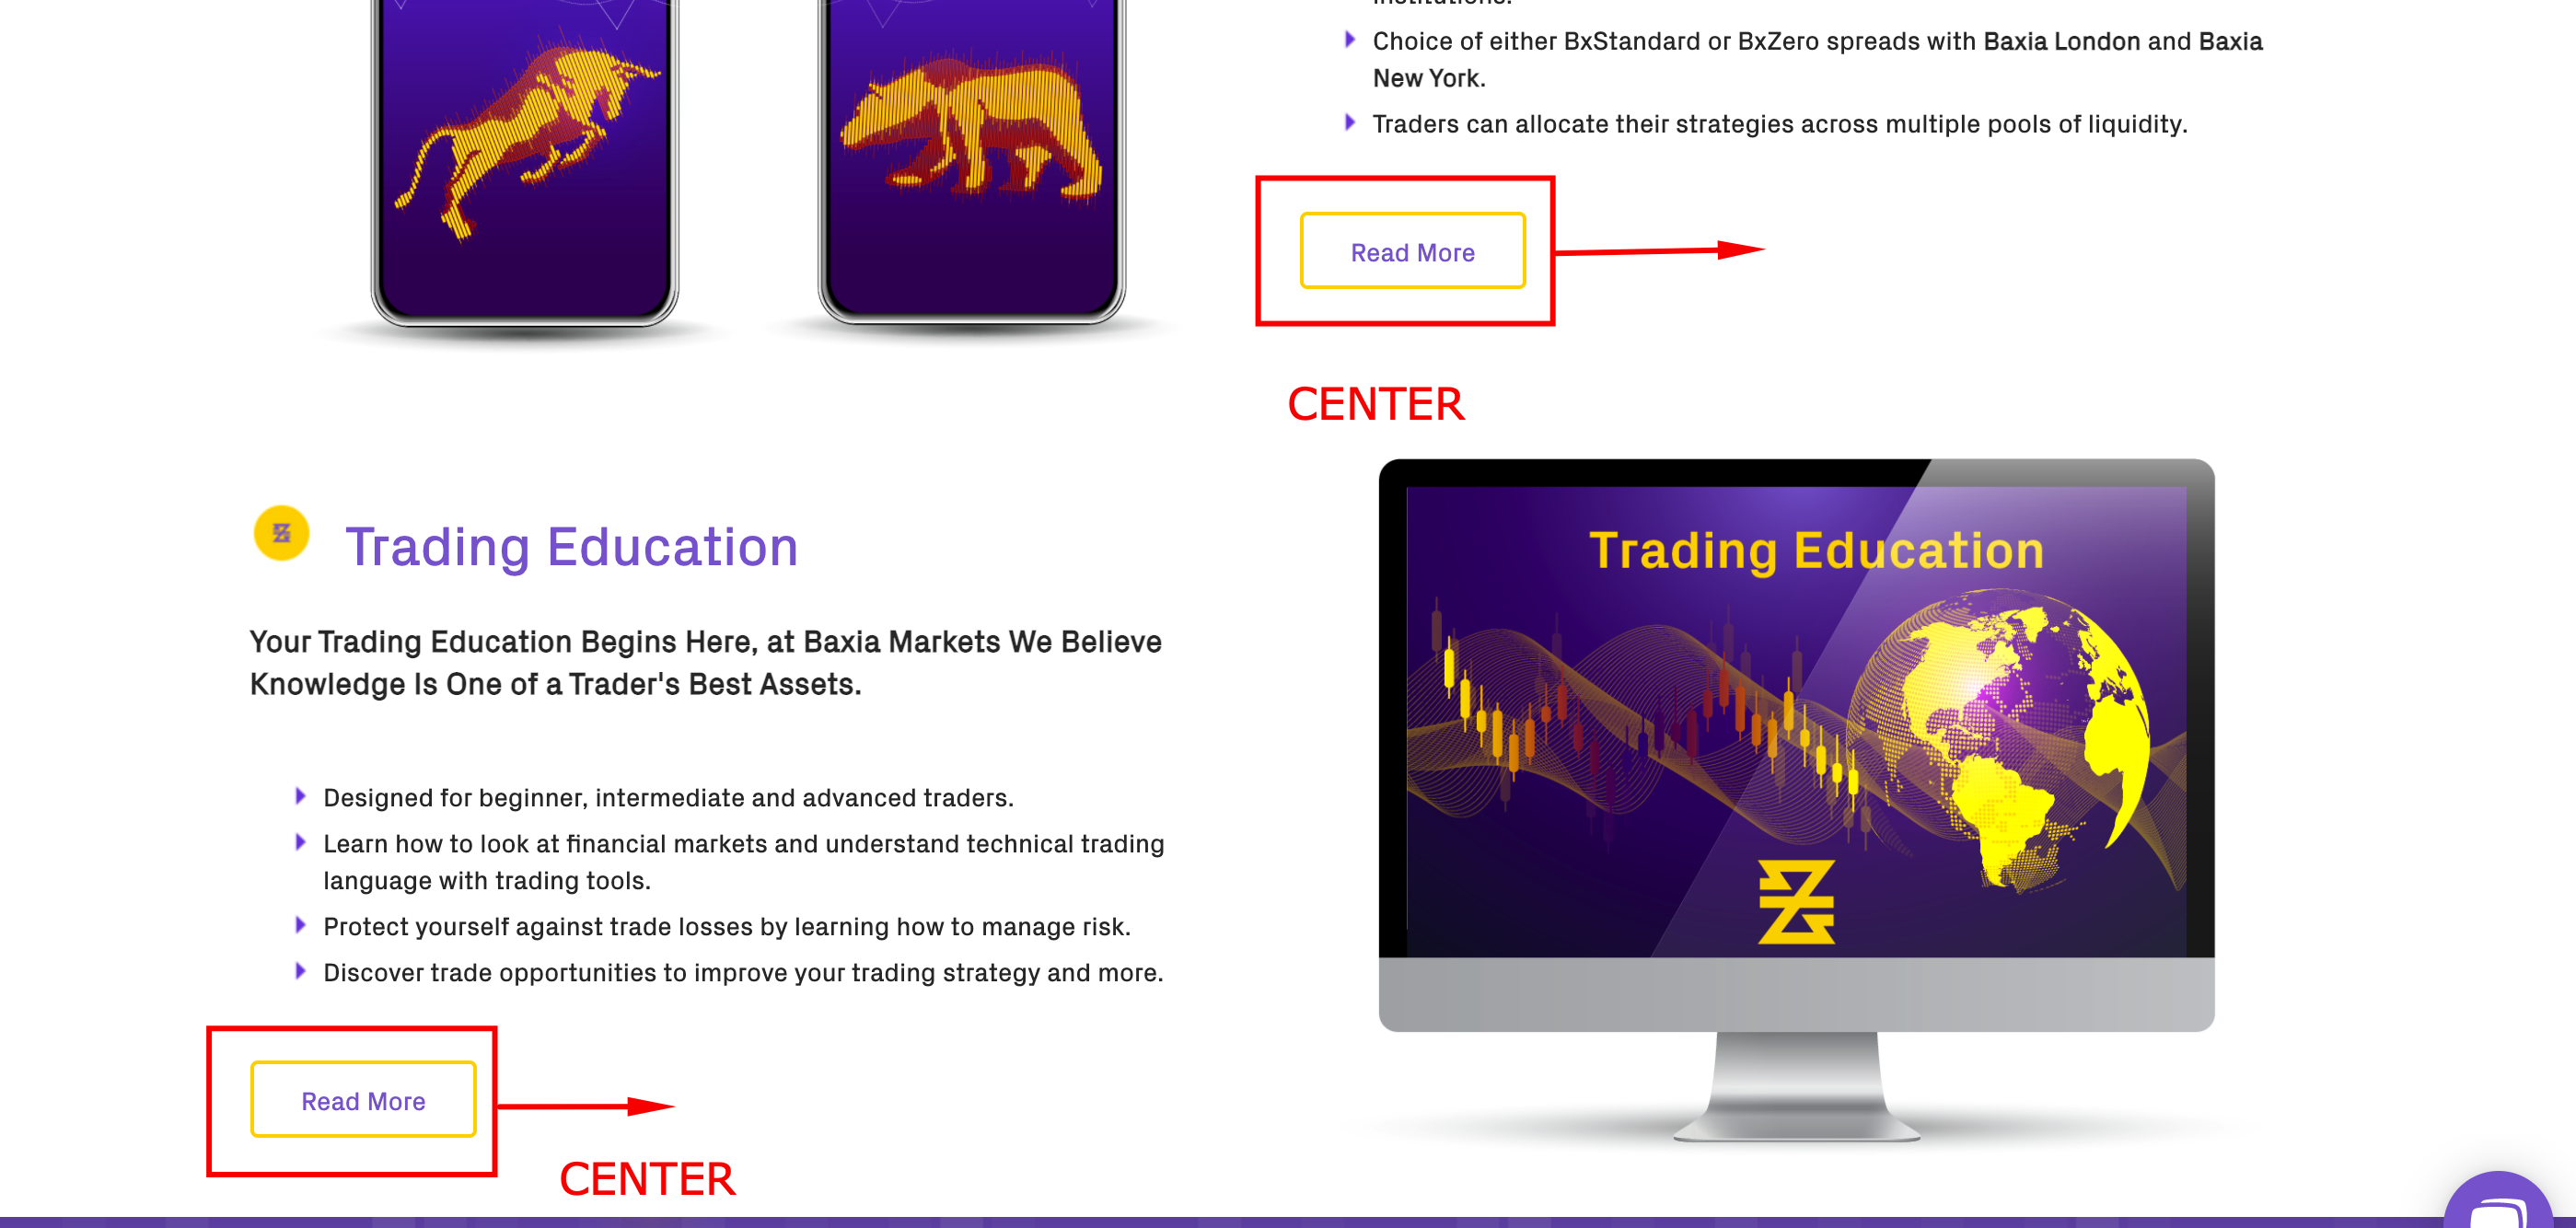 Choice of either BxStandard or BxZero spreads with Baxia London and Baxia
New York.
Traders can allocate their strategies across multiple pools of liquidity.
Read More
CENTER
Trading Education
Your Trading Education Begins Here, at Baxia Markets We Believe
Knowledge Is One of a Trader's Best Assets.
Designed for beginner, intermediate and advanced traders.
Learn how to look at financial markets and understand technical trading
language with trading tools.
Protect yourself against trade losses by learning how to manage risk.
Discover trade opportunities to improve your trading strategy and more.
Read More
CENTER
Trading Education